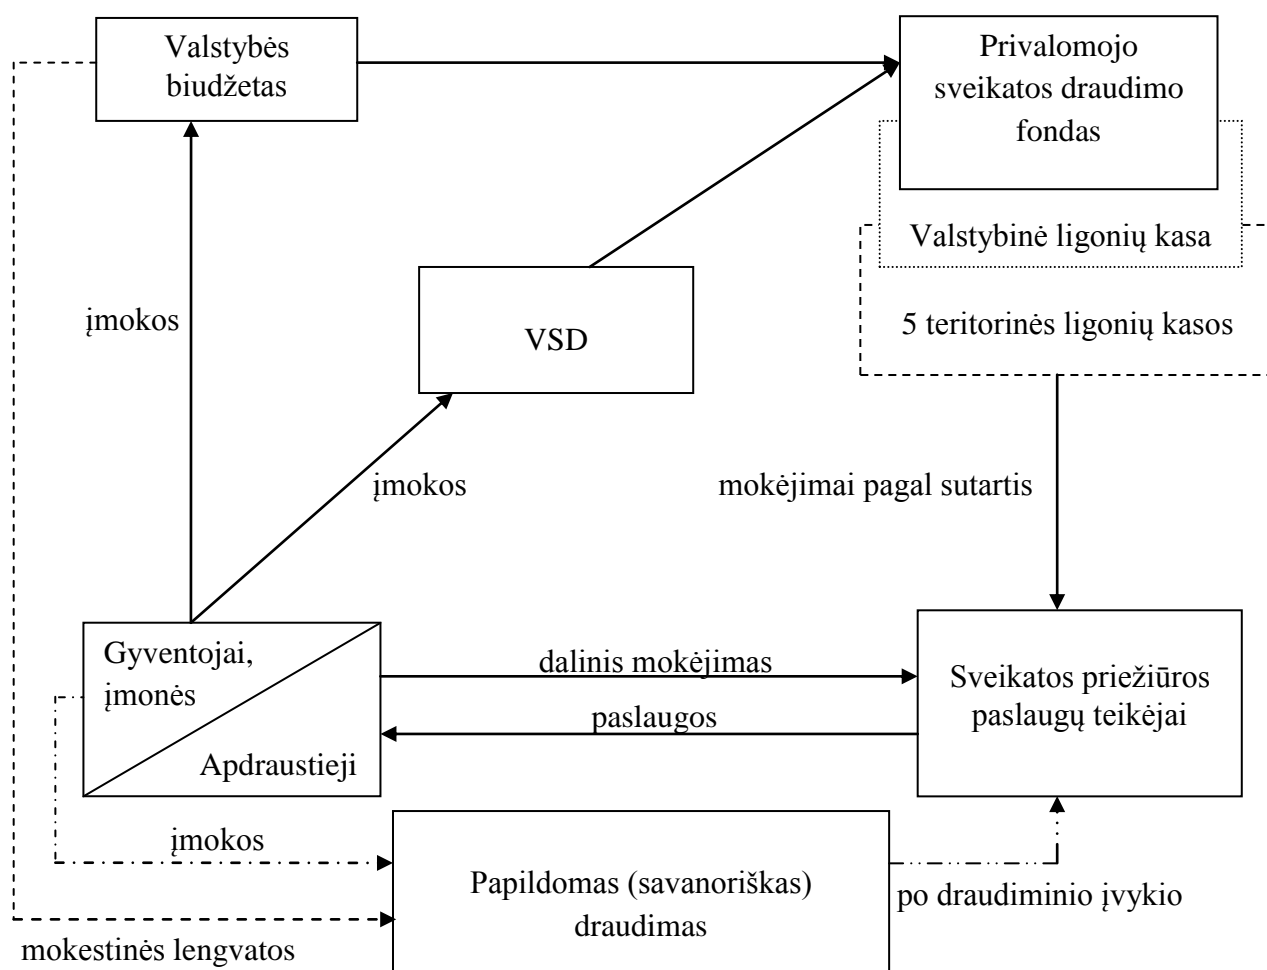 Valstybės
biudžetas
Privalomojo
sveikatos draudimo
fondas
Valstybinė ligonių kasa
5 teritorinės ligonių kasos
įmokos
VSD
įmokos
mokėjimai pagal sutartis
Gyventojai,
įmonės
Apdraustieji
dalinis mokėjimas
paslaugos
Sveikatos priežiūros
paslaugų teikėjai
įmokos
Papildomas (savanoriškas)
draudimas
po draudiminio įvykio
mokestinės lengvatos